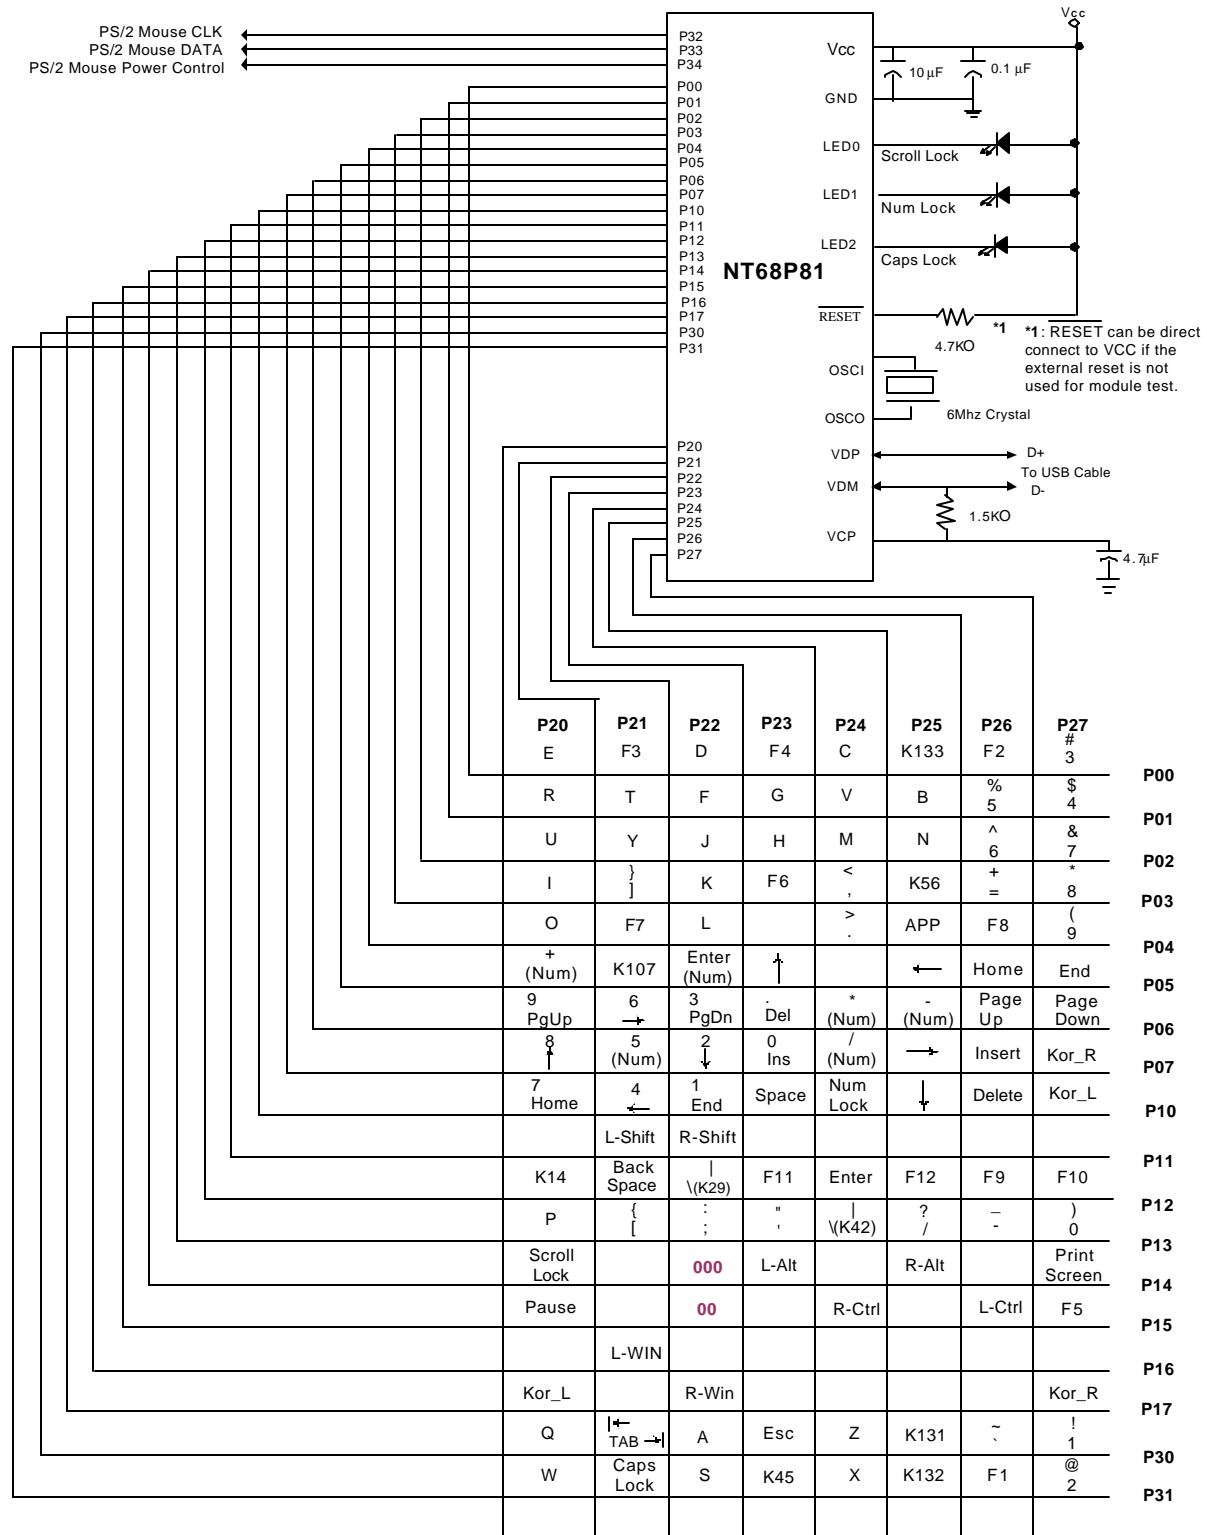 PS/2 Mouse CLK
PS/2 Mouse DATA
PS/2 Mouse Power Control
P32
P33
P34
P00
P01
P02
P03
P04
P05
P06
P07
P10
P11
P12
P13
P14
P15
P16
P17
P30
P31
P20
P21
P22
P23
P24
P25
P26
P27
NT68P81
Vcc
GND
LED0
LED1
LED2
RESET
OSCI
OSCO
VDP
VDM
VCP
Vcc
10 µF
0.1 µF
Scroll Lock
Num Lock
Caps Lock
4.7KO
*1
*1: RESET can be direct
connect to VCC if the
external reset is not
used for module test.
6Mhz Crystal
D+
To USB Cable
D-
1.5KO
4.7µF
P20 P21 P22 P23 P24 P25 P26 P27
#
E F3 D F4 C K133 F2 3
P00
% $
R T F G V B 5 4
P01
^ &
U Y J H M N 6 7
P02
} < + *
I ] K F6 , K56 = 8
P03
> (
O F7 L . APP F8 9
P04
+ Enter ↑
(Num) K107 (Num) ← Home End
P05
9 6 3 . * - Page Page
PgUp → PgDn Del (Num) (Num) Up Down
P06
8 5 2 0 /
↑ (Num) ↓ Ins (Num) → Insert Kor_R
P07
7 4 1 Num
Home ← End Space Lock ↓ Delete Kor_L
P10
L-Shift R-Shift
P11
Back |
K14 Space \(K29) F11 Enter F12 F9 F10
P12
{ : " | ? _ )
P [ ; ' \(K42) / - 0
P13
Scroll Print
Lock 000 L-Alt R-Alt Screen
P14
Pause 00 R-Ctrl L-Ctrl F5
P15
L-WIN
P16
Kor_L R-Win Kor_R
P17
|← ~ !
Q TAB →| A Esc Z K131 ` 1
P30
Caps @
W Lock S K45 X K132 F1 2
P31